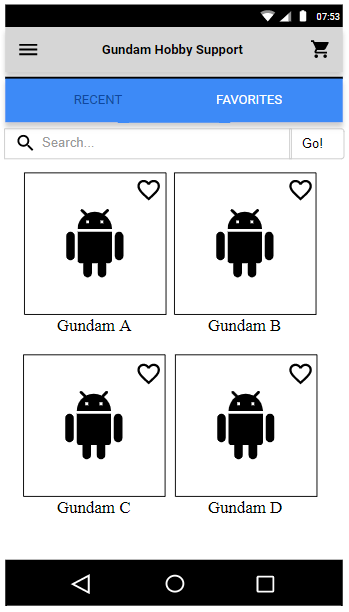 07:53
Gundam Hobby Support
RECENT FAVORITES
Search... Go!
Gundam A Gundam B
Gundam C Gundam D